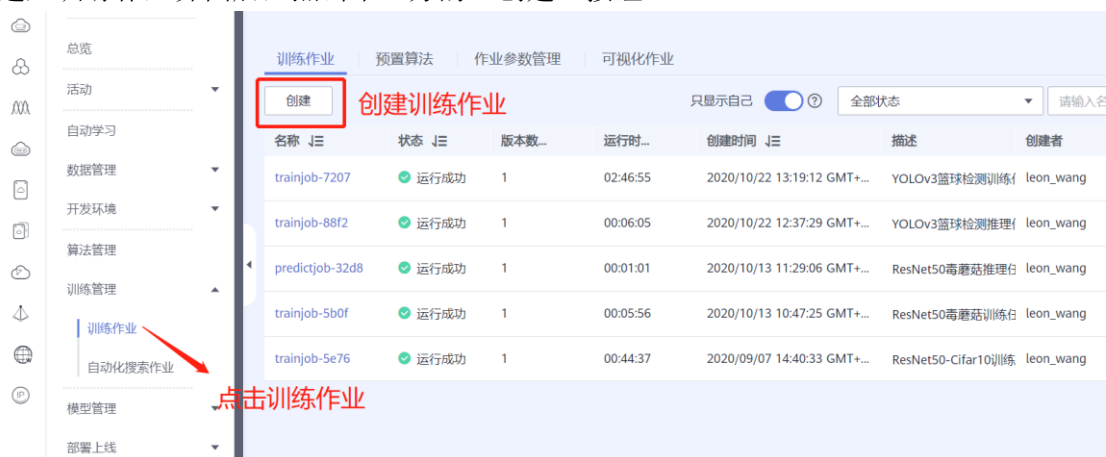 总览
活动
自动学习
数据管理
开发环境
算法管理
训练管理
训练作业
自动化搜索作业
模型管理
部署上线
点击训练作业
训练作业 预置算法 作业参数管理 可视化作业
创建 创建训练作业 只显示自己 全部状态 请输入名
名称 状态 版本数... 运行时... 创建时间 描述 创建者
trainjob-7207 运行成功 1 02:46:55 2020/10/22 13:19:12 GMT+... YOLOv3篮球检测训练 leon_wang
trainjob-88f2 运行成功 1 00:06:05 2020/10/22 12:37:29 GMT+... YOLOv3篮球检测推理 leon_wang
predictjob-32d8 运行成功 1 00:01:01 2020/10/13 11:29:06 GMT+... ResNet50毒蘑菇推理 leon_wang
trainjob-5b0f 运行成功 1 00:05:56 2020/10/13 10:47:25 GMT+... ResNet50毒蘑菇训练 leon_wang
trainjob-5e76 运行成功 1 00:44:37 2020/09/07 14:40:33 GMT+... ResNet50-Cifar10训练 leon_wang
IP